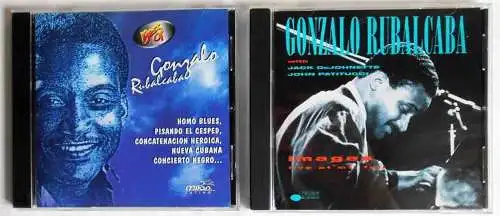 Gonzalo
Rubalcaba
HOMO BLUES,
PISANDO EL CESPED,
CONCATENACION HEROICA,
NUEVA CUBANA
CONCIERTO NEGRO...
GONZALO RUBALCABA
WITH
JACK DeJOHNETTE
JOHN PATITUCCI
images